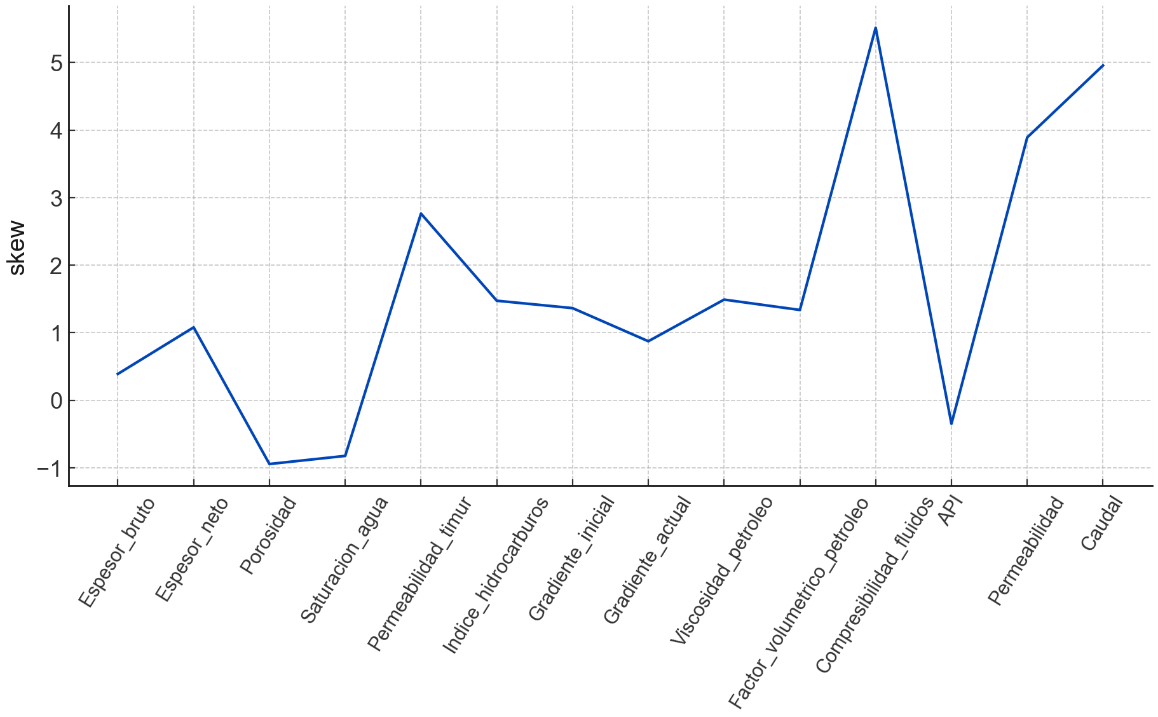 skew
5
4
3
2
1
0
−1
Espesor_bruto
Espesor_neto
Porosidad
Saturacion_agua
Permeabilidad_timur
Indice_hidrocarburos
Gradiente_inicial
Gradiente_actual
Viscosidad_petroleo
Factor_volumetrico_petroleo
Compresibilidad_fluidos
API
Permeabilidad
Caudal